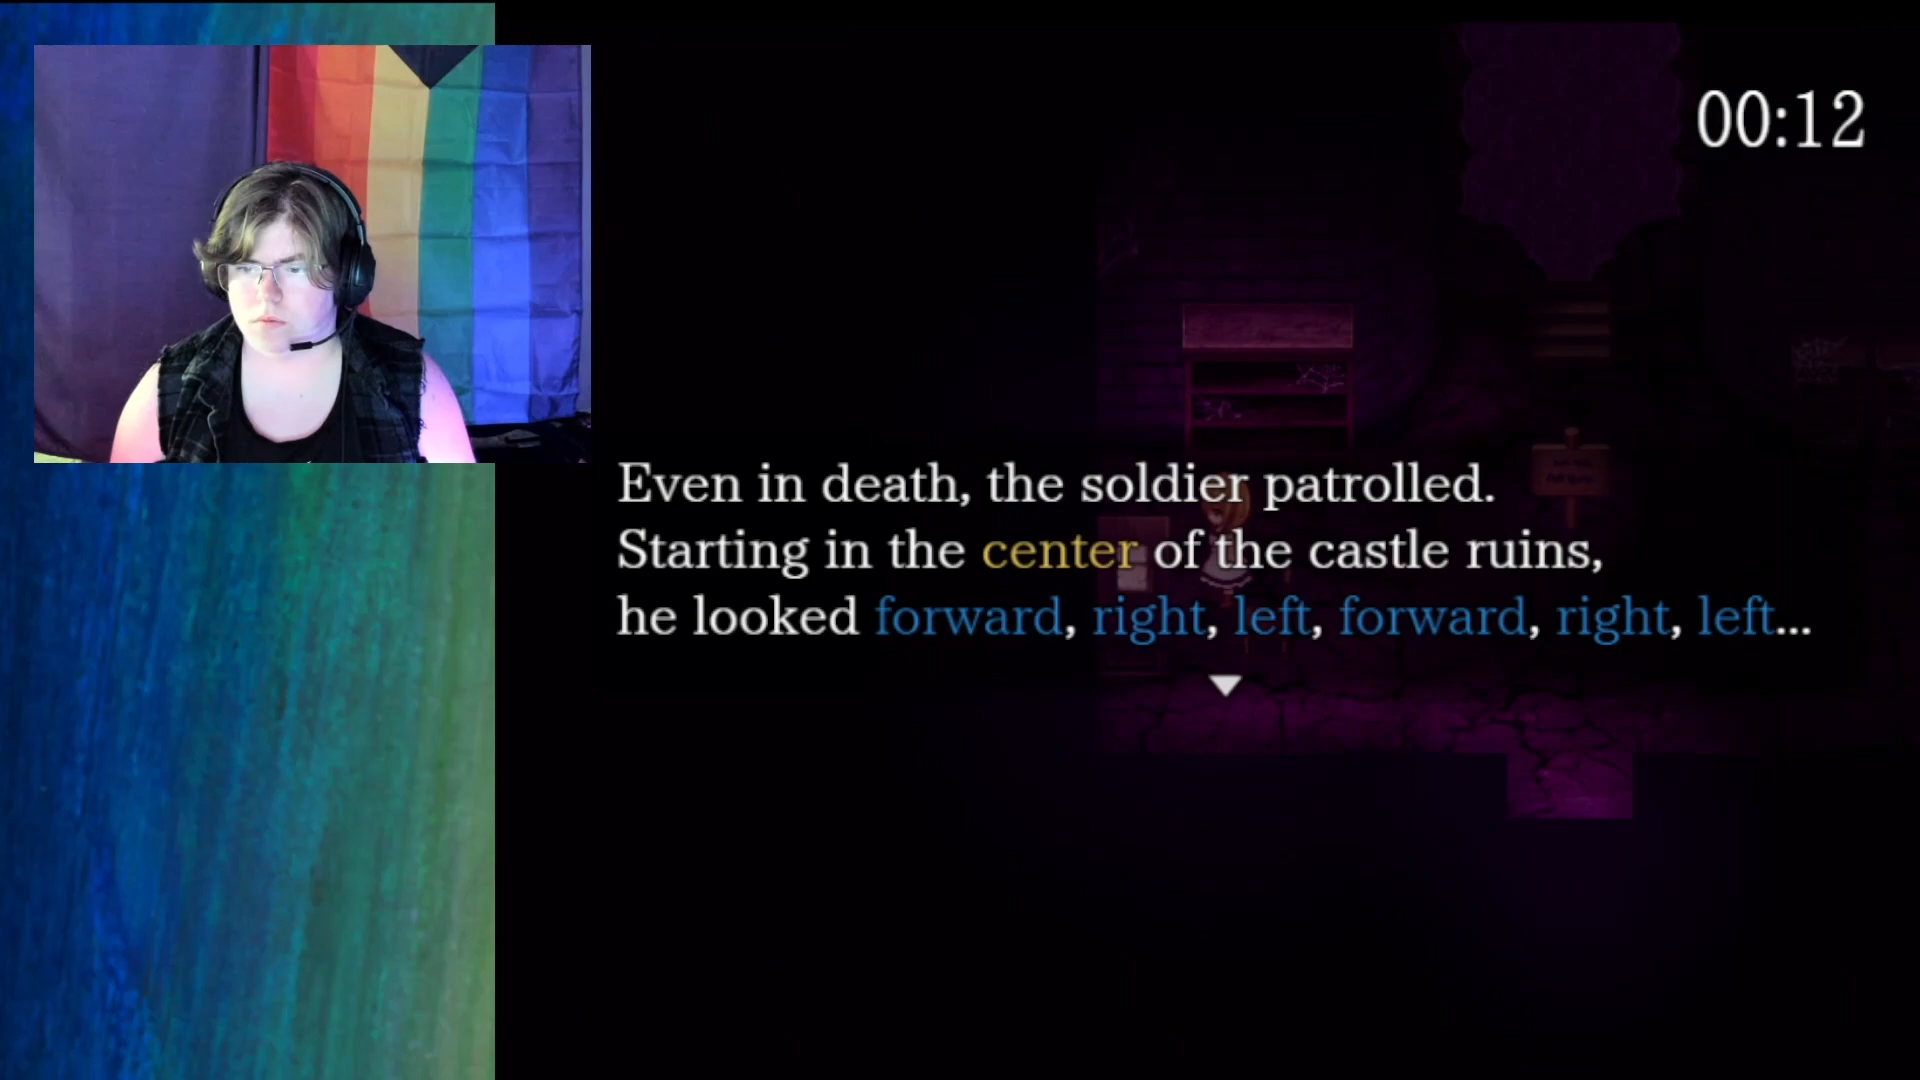 00:12
Even in death, the soldier patrolled.
Starting in the center of the castle ruins,
he looked forward, right, left, forward, right, left...